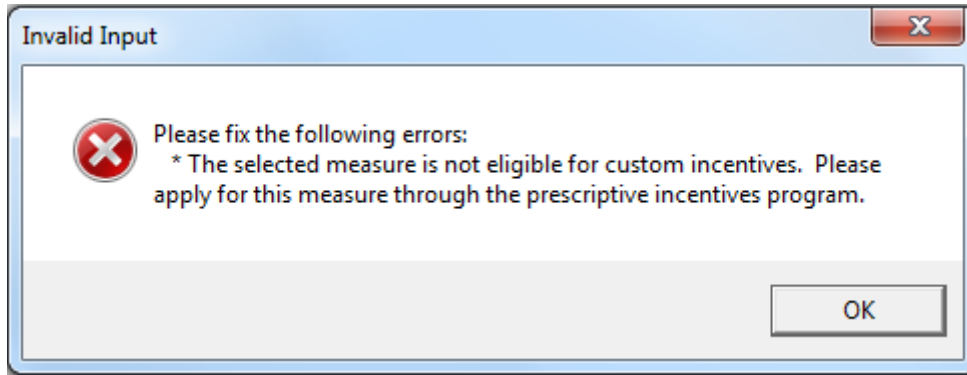 Invalid Input
Please fix the following errors:
* The selected measure is not eligible for custom incentives.  Please
apply for this measure through the prescriptive incentives program.
OK